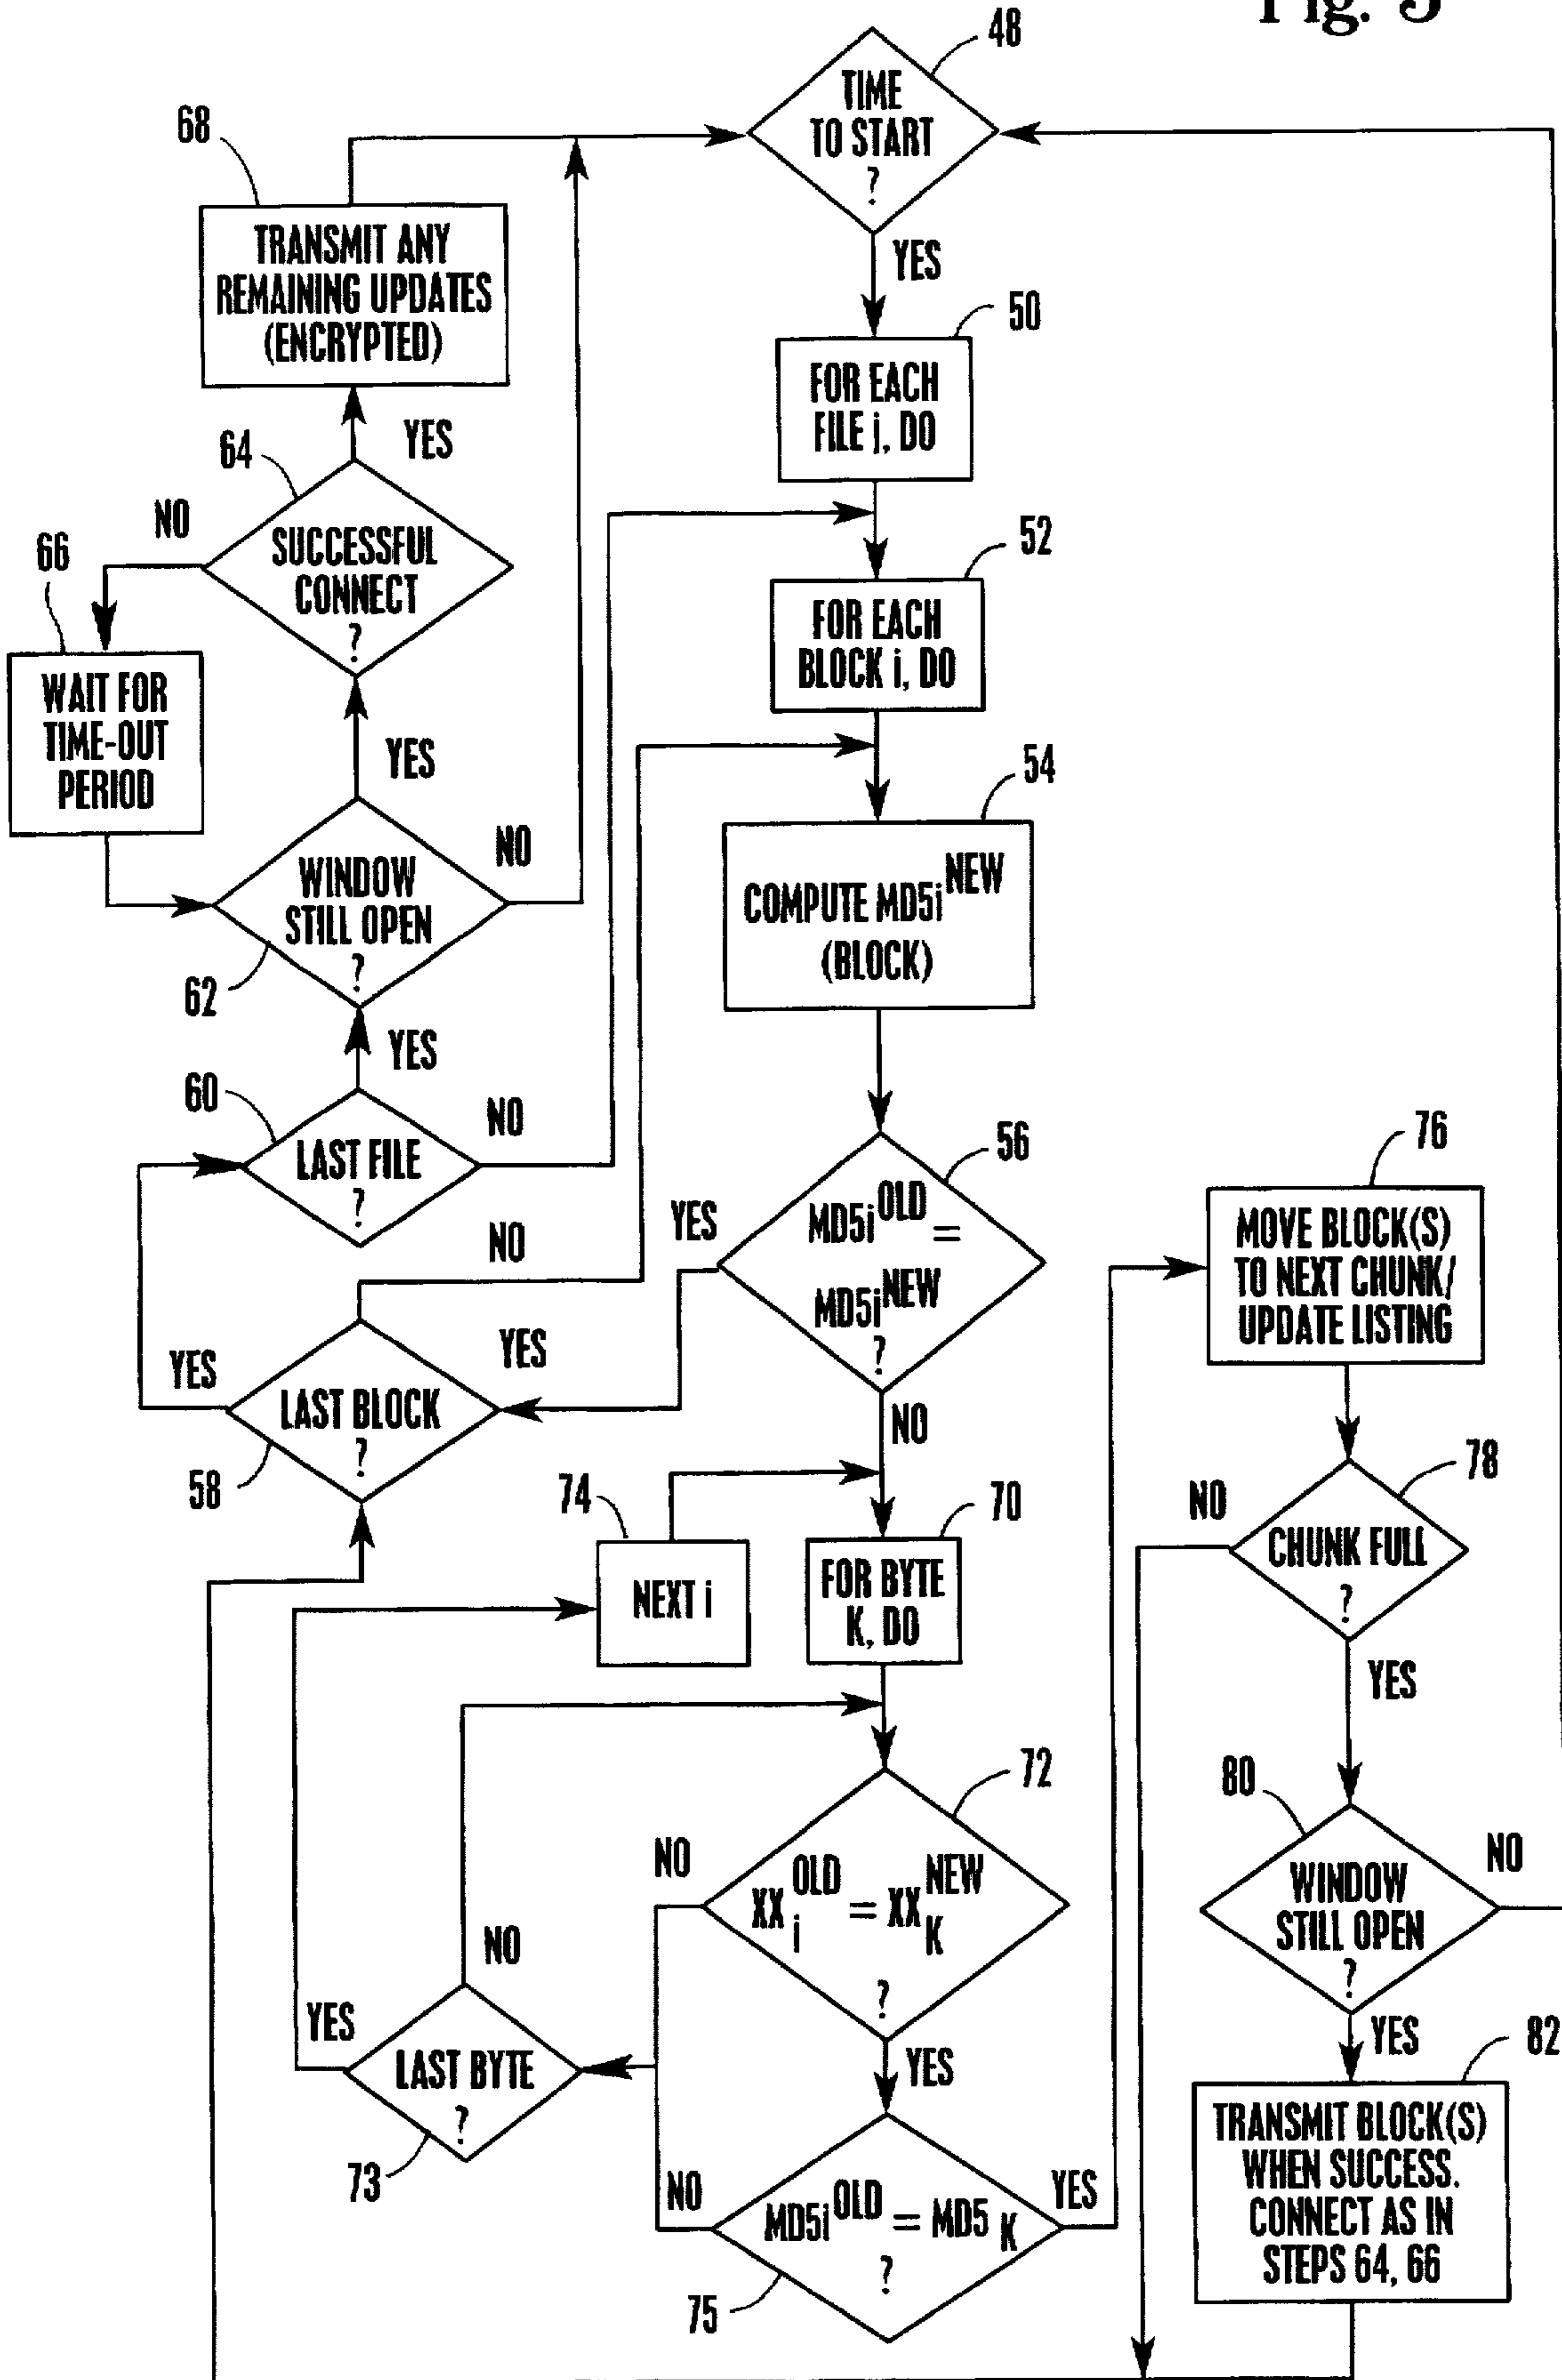 Fig. 5
48
TIME
TO START
?
YES
68
TRANSMIT ANY
REMAINING UPDATES
(ENCRYPTED)
50
FOR EACH
FILE j, DO
YES
64
NO
SUCCESSFUL
CONNECT
?
66
WAIT FOR
TIME-OUT
PERIOD
52
FOR EACH
BLOCK i, DO
YES
54
COMPUTE MD5i NEW
(BLOCK)
NO
WINDOW
STILL OPEN
?
62
YES
60
NO
LAST FILE
?
56
MD5i OLD =
MD5i NEW
?
YES
NO
76
MOVE BLOCK(S)
TO NEXT CHUNK/
UPDATE LISTING
YES
YES
LAST BLOCK
?
58
NO
74
NEXT i
70
FOR BYTE
K, DO
78
NO
CHUNK FULL
?
YES
72
NO
XX i OLD = XX K NEW
?
80
NO
WINDOW
STILL OPEN
?
NO
YES
LAST BYTE
?
73
YES
YES
82
TRANSMIT BLOCK(S)
WHEN SUCCESS.
CONNECT AS IN
STEPS 64, 66
NO
YES
MD5i OLD = MD5 K
?
75